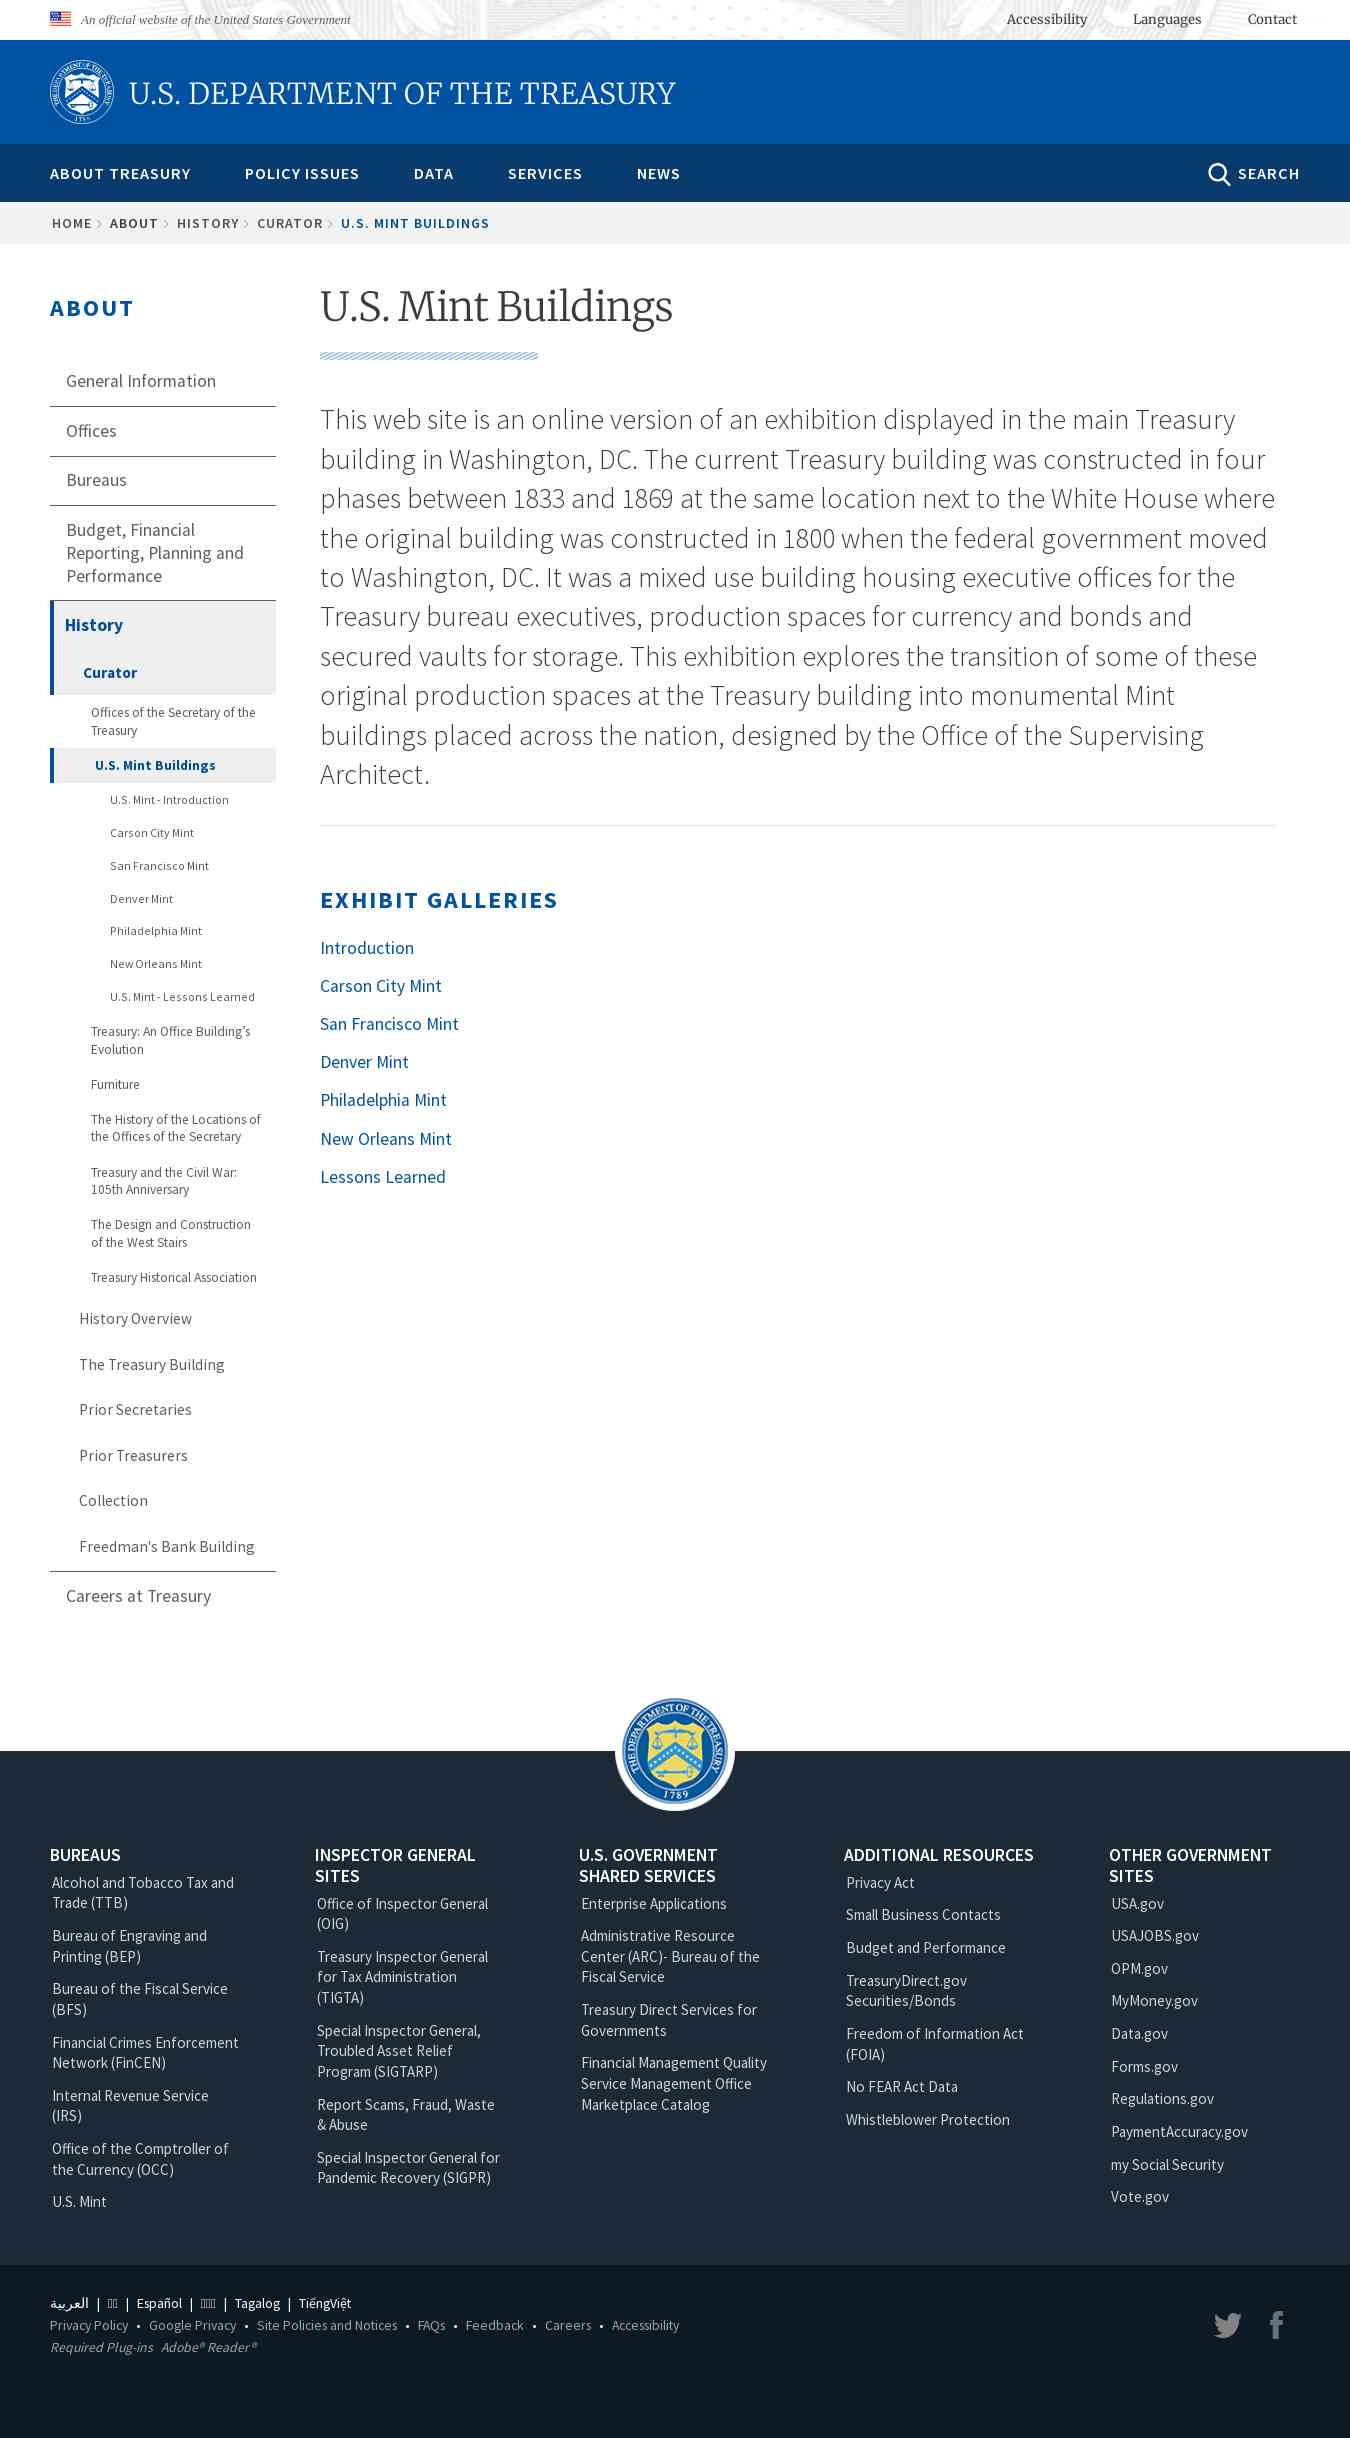 An official website of the United States Government
Accessibility
Languages
Contact
U.S. DEPARTMENT OF THE TREASURY
ABOUT TREASURY
POLICY ISSUES
DATA
SERVICES
NEWS
SEARCH
HOME
ABOUT
HISTORY
CURATOR
U.S. MINT BUILDINGS
ABOUT
General Information
Offices
Bureaus
Budget, Financial
Reporting, Planning and
Performance
History
Curator
Offices of the Secretary of the
Treasury
U.S. Mint Buildings
U.S. Mint - Introduction
Carson City Mint
San Francisco Mint
Denver Mint
Philadelphia Mint
New Orleans Mint
U.S. Mint - Lessons Learned
Treasury: An Office Building’s
Evolution
Furniture
The History of the Locations of
the Offices of the Secretary
Treasury and the Civil War:
105th Anniversary
The Design and Construction
of the West Stairs
Treasury Historical Association
History Overview
The Treasury Building
Prior Secretaries
Prior Treasurers
Collection
Freedman's Bank Building
Careers at Treasury
U.S. Mint Buildings
This web site is an online version of an exhibition displayed in the main Treasury
building in Washington, DC. The current Treasury building was constructed in four
phases between 1833 and 1869 at the same location next to the White House where
the original building was constructed in 1800 when the federal government moved
to Washington, DC. It was a mixed use building housing executive offices for the
Treasury bureau executives, production spaces for currency and bonds and
secured vaults for storage. This exhibition explores the transition of some of these
original production spaces at the Treasury building into monumental Mint
buildings placed across the nation, designed by the Office of the Supervising
Architect.
EXHIBIT GALLERIES
Introduction
Carson City Mint
San Francisco Mint
Denver Mint
Philadelphia Mint
New Orleans Mint
Lessons Learned
THE DEPARTMENT OF THE TREASURY
1789
BUREAUS
Alcohol and Tobacco Tax and
Trade (TTB)
Bureau of Engraving and
Printing (BEP)
Bureau of the Fiscal Service
(BFS)
Financial Crimes Enforcement
Network (FinCEN)
Internal Revenue Service
(IRS)
Office of the Comptroller of
the Currency (OCC)
U.S. Mint
INSPECTOR GENERAL
SITES
Office of Inspector General
(OIG)
Treasury Inspector General
for Tax Administration
(TIGTA)
Special Inspector General,
Troubled Asset Relief
Program (SIGTARP)
Report Scams, Fraud, Waste
& Abuse
Special Inspector General for
Pandemic Recovery (SIGPR)
U.S. GOVERNMENT
SHARED SERVICES
Enterprise Applications
Administrative Resource
Center (ARC)- Bureau of the
Fiscal Service
Treasury Direct Services for
Governments
Financial Management Quality
Service Management Office
Marketplace Catalog
ADDITIONAL RESOURCES
Privacy Act
Small Business Contacts
Budget and Performance
TreasuryDirect.gov
Securities/Bonds
Freedom of Information Act
(FOIA)
No FEAR Act Data
Whistleblower Protection
OTHER GOVERNMENT
SITES
USA.gov
USAJOBS.gov
OPM.gov
MyMoney.gov
Data.gov
Forms.gov
Regulations.gov
PaymentAccuracy.gov
my Social Security
Vote.gov
العربية | | Español | | Tagalog | TiếngViệt
Privacy Policy • Google Privacy • Site Policies and Notices • FAQs • Feedback • Careers • Accessibility
Required Plug-ins Adobe® Reader®